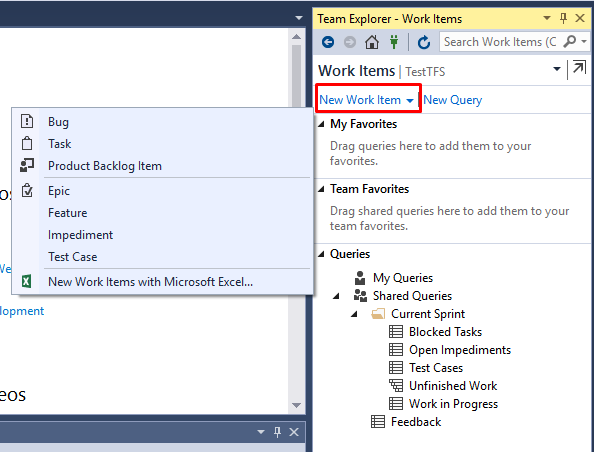 Team Explorer - Work Items
Search Work Items (C
Work Items | TestTFS
New Work Item New Query
My Favorites
Drag queries here to add them to your
favorites.
Team Favorites
Drag shared queries here to add them to your
team favorites.
Queries
My Queries
Shared Queries
Current Sprint
Blocked Tasks
Open Impediments
Test Cases
Unfinished Work
Work in Progress
Feedback
Bug
Task
Product Backlog Item
Epic
Feature
Impediment
Test Case
New Work Items with Microsoft Excel...
os
We
lopment
eos